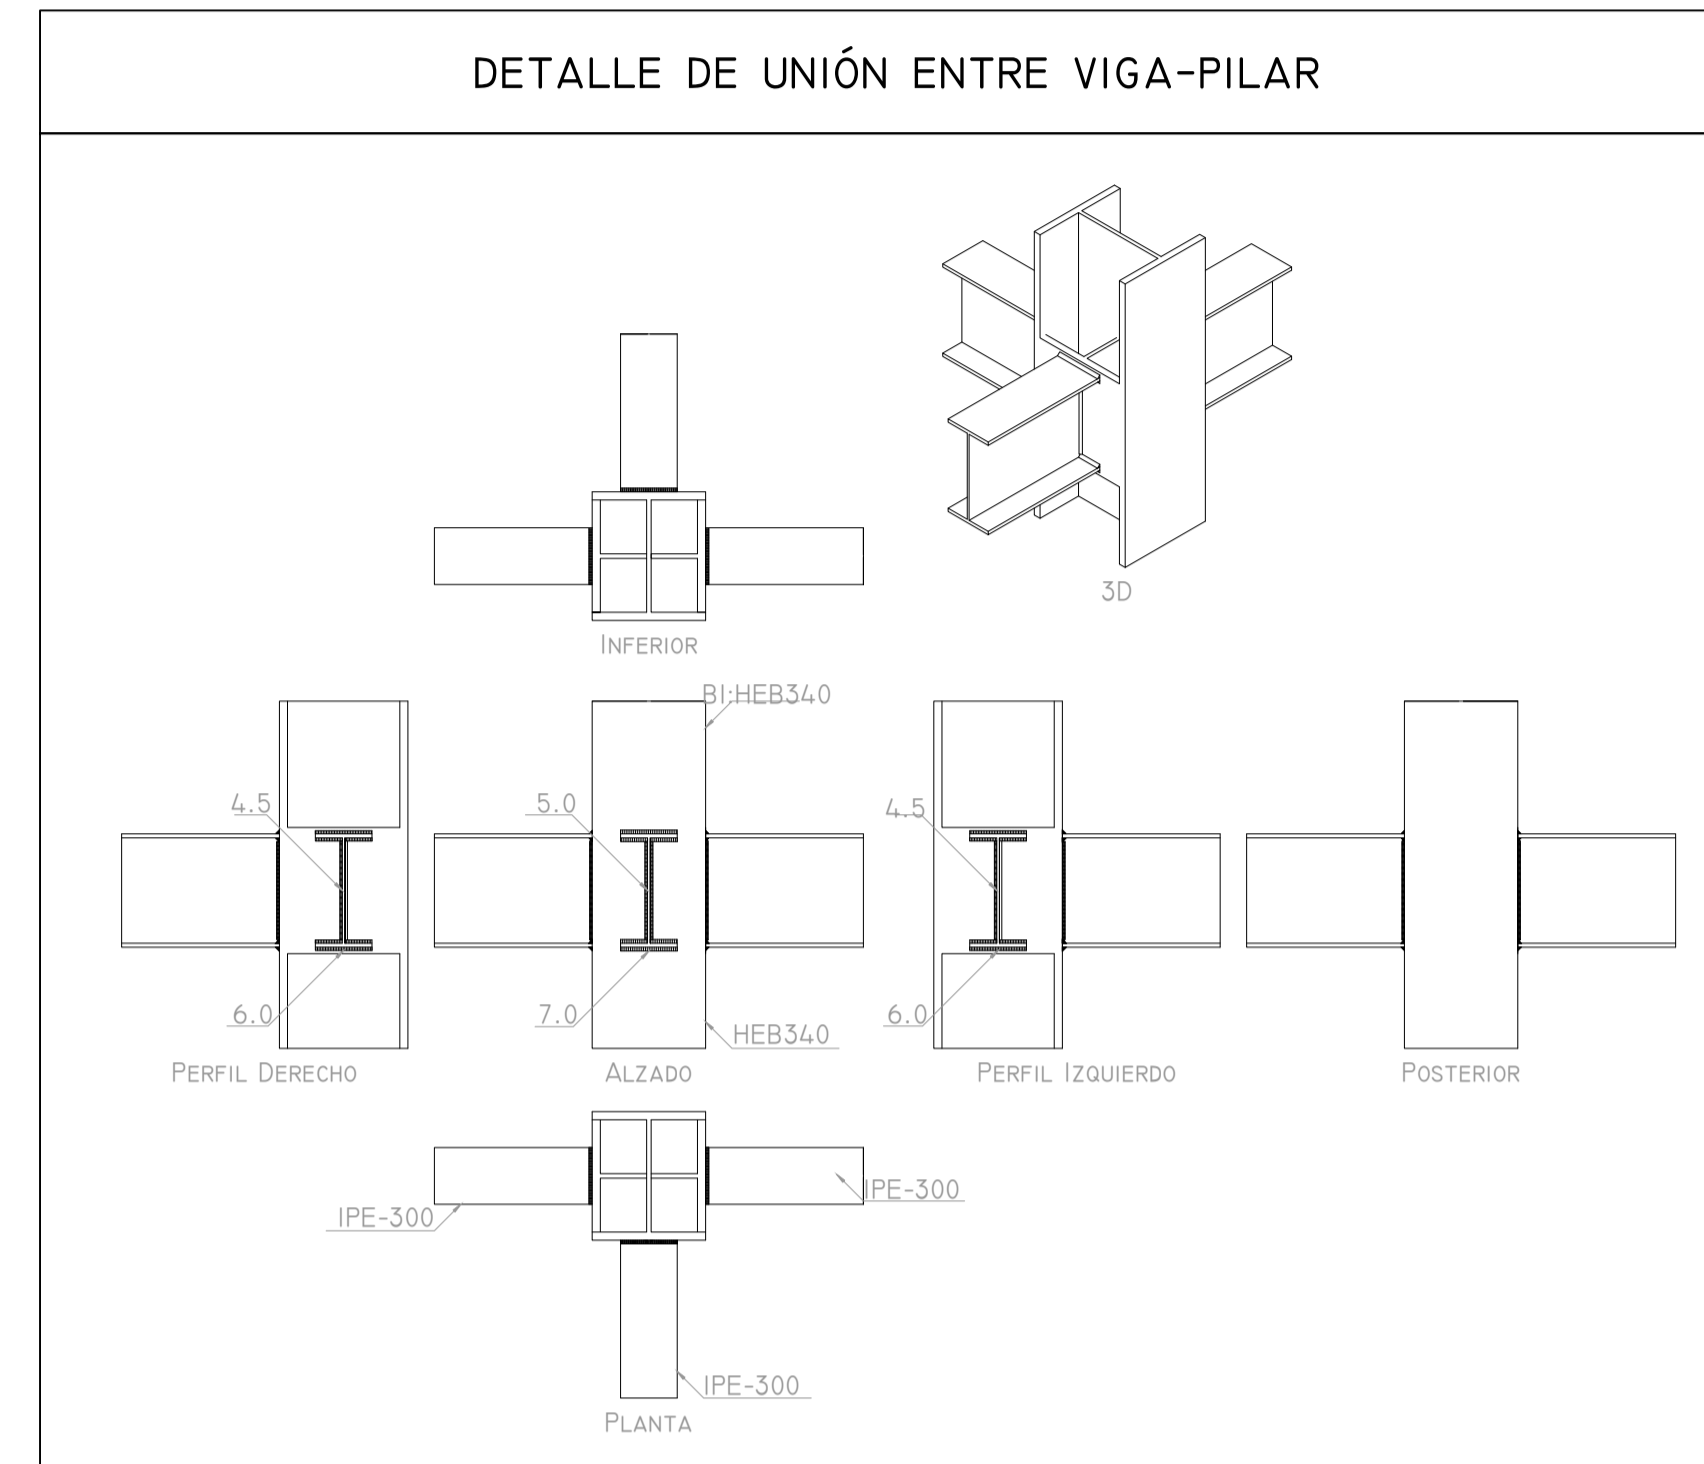 DETALLE DE UNIÓN ENTRE VIGA-PILAR
3D
INFERIOR
BI:HEB340
4.5
5.0
4.5
6.0
7.0
6.0
HEB340
PERFIL DERECHO
ALZADO
PERFIL IZQUIERDO
POSTERIOR
IPE-300
IPE-300
IPE-300
PLANTA